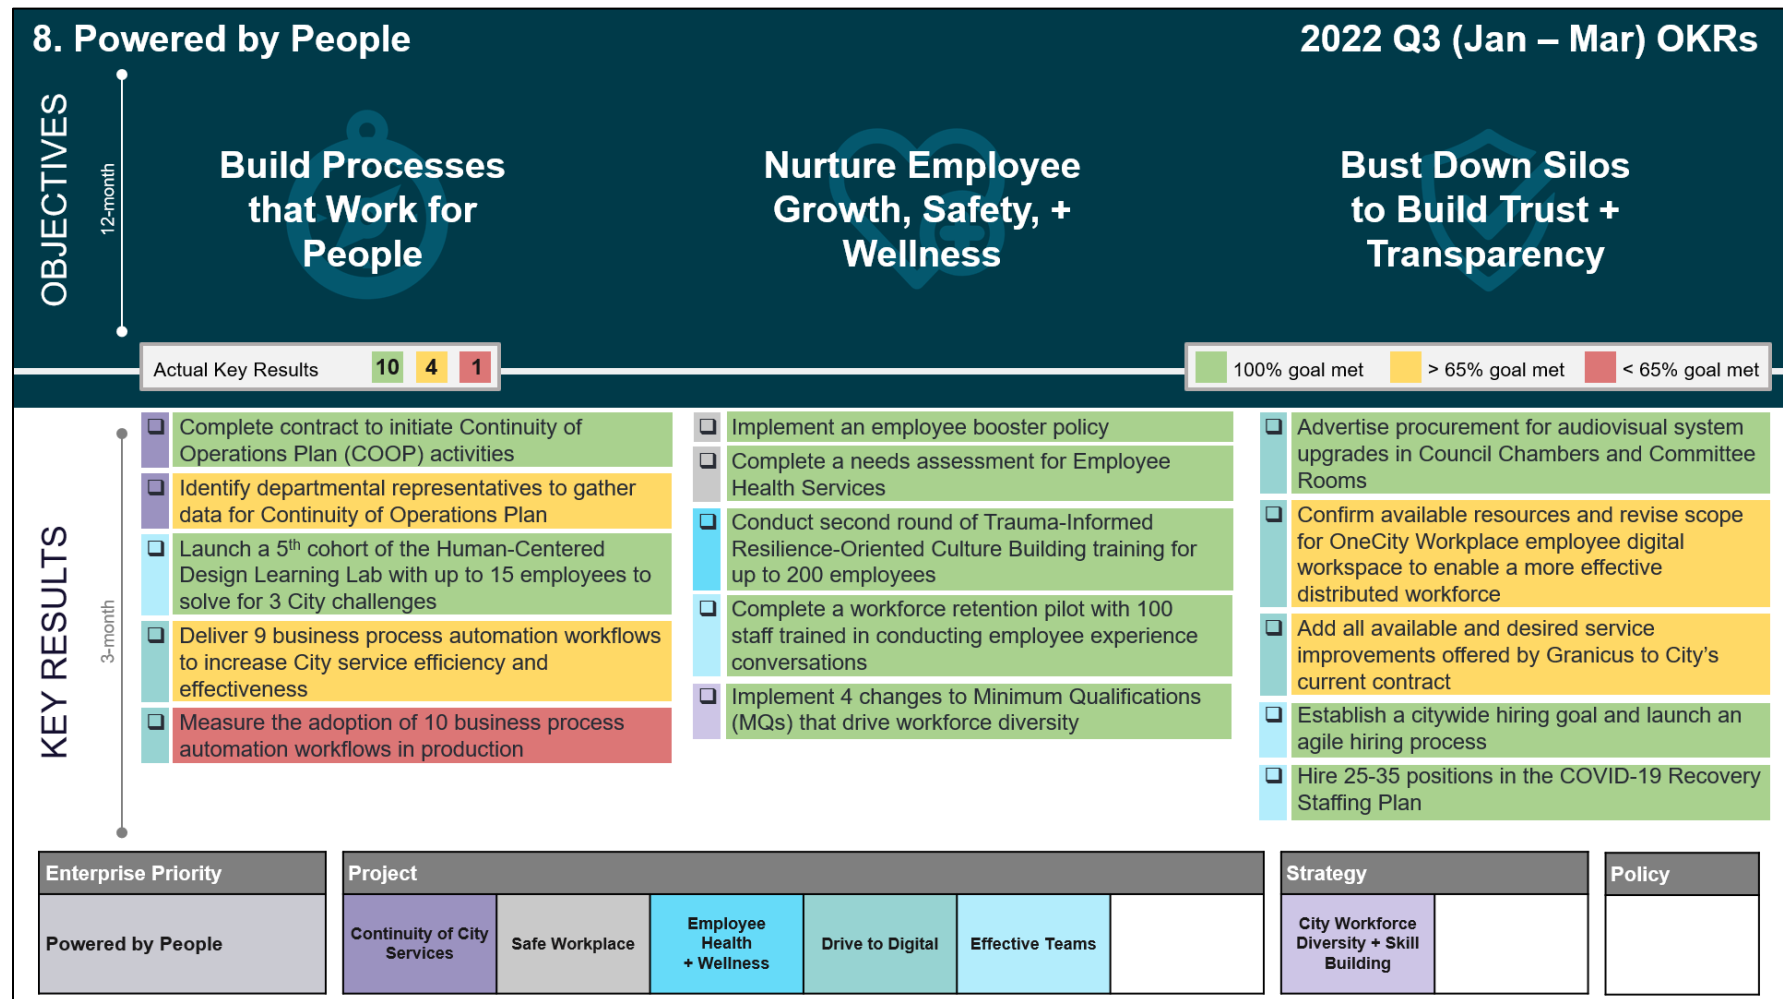 8. Powered by People
2022 Q3 (Jan – Mar) OKRs
OBJECTIVES
12-month
Build Processes
that Work for
People
Nurture Employee
Growth, Safety, +
Wellness
Bust Down Silos
to Build Trust +
Transparency
Actual Key Results 10 4 1
100% goal met > 65% goal met < 65% goal met
KEY RESULTS
3-month
❑ Complete contract to initiate Continuity of
Operations Plan (COOP) activities
❑ Identify departmental representatives to gather
data for Continuity of Operations Plan
❑ Launch a 5th cohort of the Human-Centered
Design Learning Lab with up to 15 employees to
solve for 3 City challenges
❑ Deliver 9 business process automation workflows
to increase City service efficiency and
effectiveness
❑ Measure the adoption of 10 business process
automation workflows in production
❑ Implement an employee booster policy
❑ Complete a needs assessment for Employee
Health Services
❑ Conduct second round of Trauma-Informed
Resilience-Oriented Culture Building training for
up to 200 employees
❑ Complete a workforce retention pilot with 100
staff trained in conducting employee experience
conversations
❑ Implement 4 changes to Minimum Qualifications
(MQs) that drive workforce diversity
❑ Advertise procurement for audiovisual system
upgrades in Council Chambers and Committee
Rooms
❑ Confirm available resources and revise scope
for OneCity Workplace employee digital
workspace to enable a more effective
distributed workforce
❑ Add all available and desired service
improvements offered by Granicus to City’s
current contract
❑ Establish a citywide hiring goal and launch an
agile hiring process
❑ Hire 25-35 positions in the COVID-19 Recovery
Staffing Plan
Enterprise Priority
Powered by People
Project
Continuity of City
Services
Safe Workplace
Employee
Health
+ Wellness
Drive to Digital
Effective Teams
Strategy
City Workforce
Diversity + Skill
Building
Policy